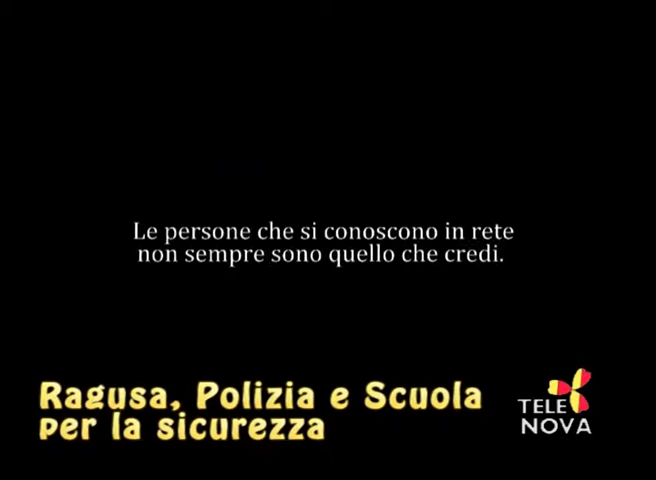 Le persone che si conoscono in rete
non sempre sono quello che credi.
Ragusa, Polizia e Scuola
per la sicurezza
TELE
NOVA